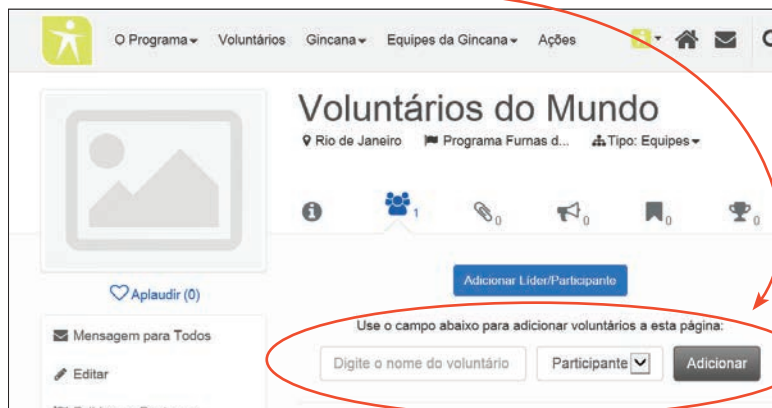 O Programa Voluntários Gincana Equipes da Gincana Ações
Voluntários do Mundo
Rio de Janeiro Programa Furnas d... Tipo: Equipes
1 0 0 0 0
Adicionar Líder/Participante
Aplaudir (0)
Use o campo abaixo para adicionar voluntários a esta página:
Mensagem para Todos
Digite o nome do voluntário Participante Adicionar
Editar